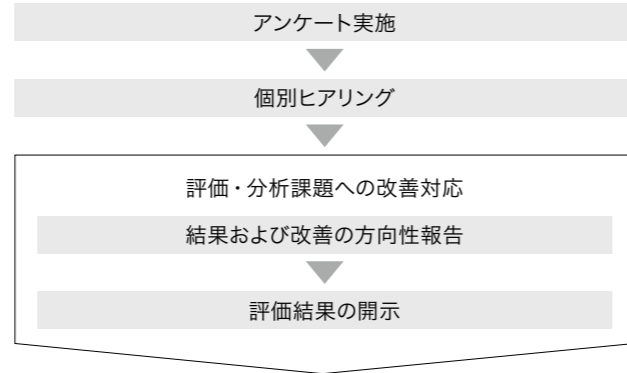 アンケート実施
個別ヒアリング
評価・分析課題への改善対応
結果および改善の方向性報告
評価結果の開示